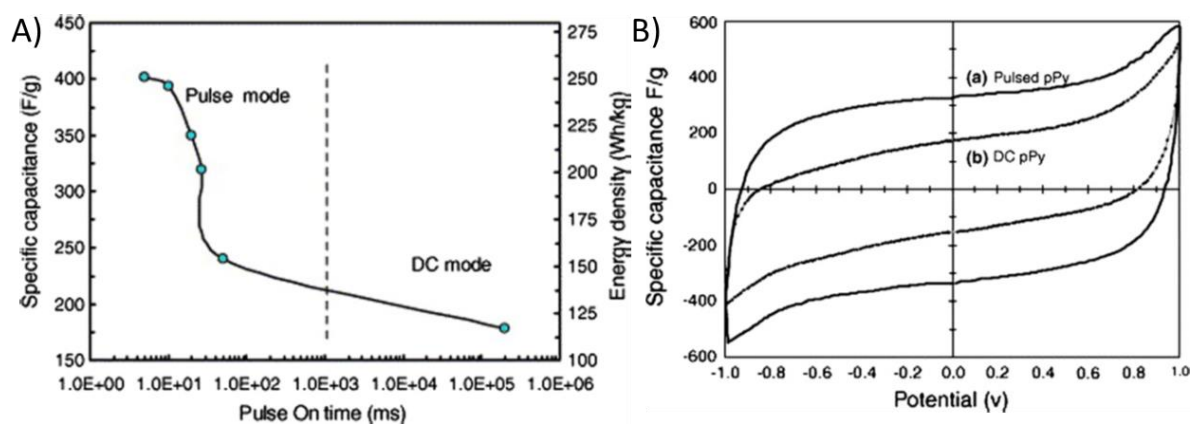 A)
Specific capacitance (F/g)
450
400
350
300
250
200
150
Pulse mode
DC mode
1.0E+00 1.0E+01 1.0E+02 1.0E+03 1.0E+04 1.0E+05 1.0E+06
Pulse On time (ms)
275
250
225
200
175
150
125
100
Energy density (Wh/kg)
B)
Specific capacitance F/g
600
400
200
0
-200
-400
-600
(a) Pulsed pPy
(b) DC pPy
-1.0 -0.8 -0.6 -0.4 -0.2 0.0 0.2 0.4 0.6 0.8 1.0
Potential (v)